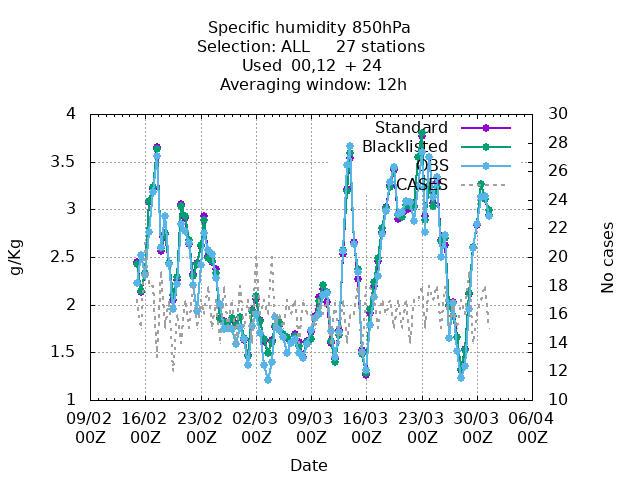 Specific humidity 850hPa
Selection: ALL 27 stations
Used 00,12 + 24
Averaging window: 12h
Standard
Blacklisted
OBS
CASES
g/Kg
4
3.5
3
2.5
2
1.5
1
30
28
26
24
22
20
18
16
14
12
10
No cases
09/02 16/02 23/02 02/03 09/03 16/03 23/03 30/03 06/04
00Z 00Z 00Z 00Z 00Z 00Z 00Z 00Z 00Z
Date